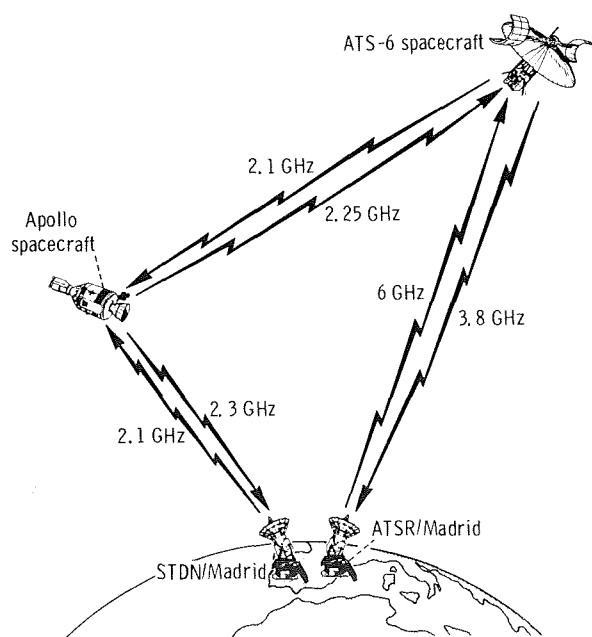 ATS-6 spacecraft
2.1 GHz
2.25 GHz
Apollo
spacecraft
6 GHz
3.8 GHz
2.3 GHz
2.1 GHz
ATSR/Madrid
STDN/Madrid